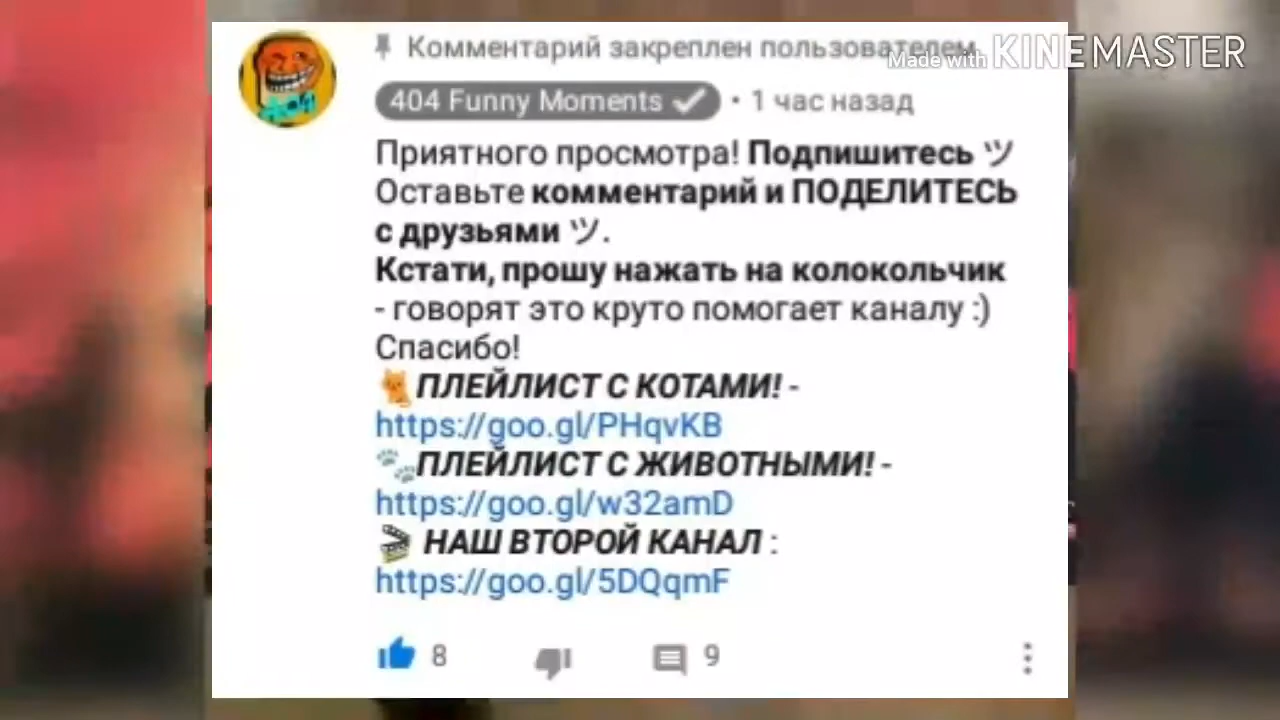 Комментарий закреплен пользователем
Made with KINEMASTER
404 Funny Moments ✔ • 1 час назад
Приятного просмотра! Подпишитесь ツ
Оставьте комментарий и ПОДЕЛИТЕСЬ
с друзьями ツ.
Кстати, прошу нажать на колокольчик
- говорят это круто помогает каналу :)
Спасибо!
🐈ПЛЕЙЛИСТ С КОТАМИ! -
https://goo.gl/PHqvKB
🐾ПЛЕЙЛИСТ С ЖИВОТНЫМИ! -
https://goo.gl/w32amD
🎬 НАШ ВТОРОЙ КАНАЛ :
https://goo.gl/5DQqmF
8 9